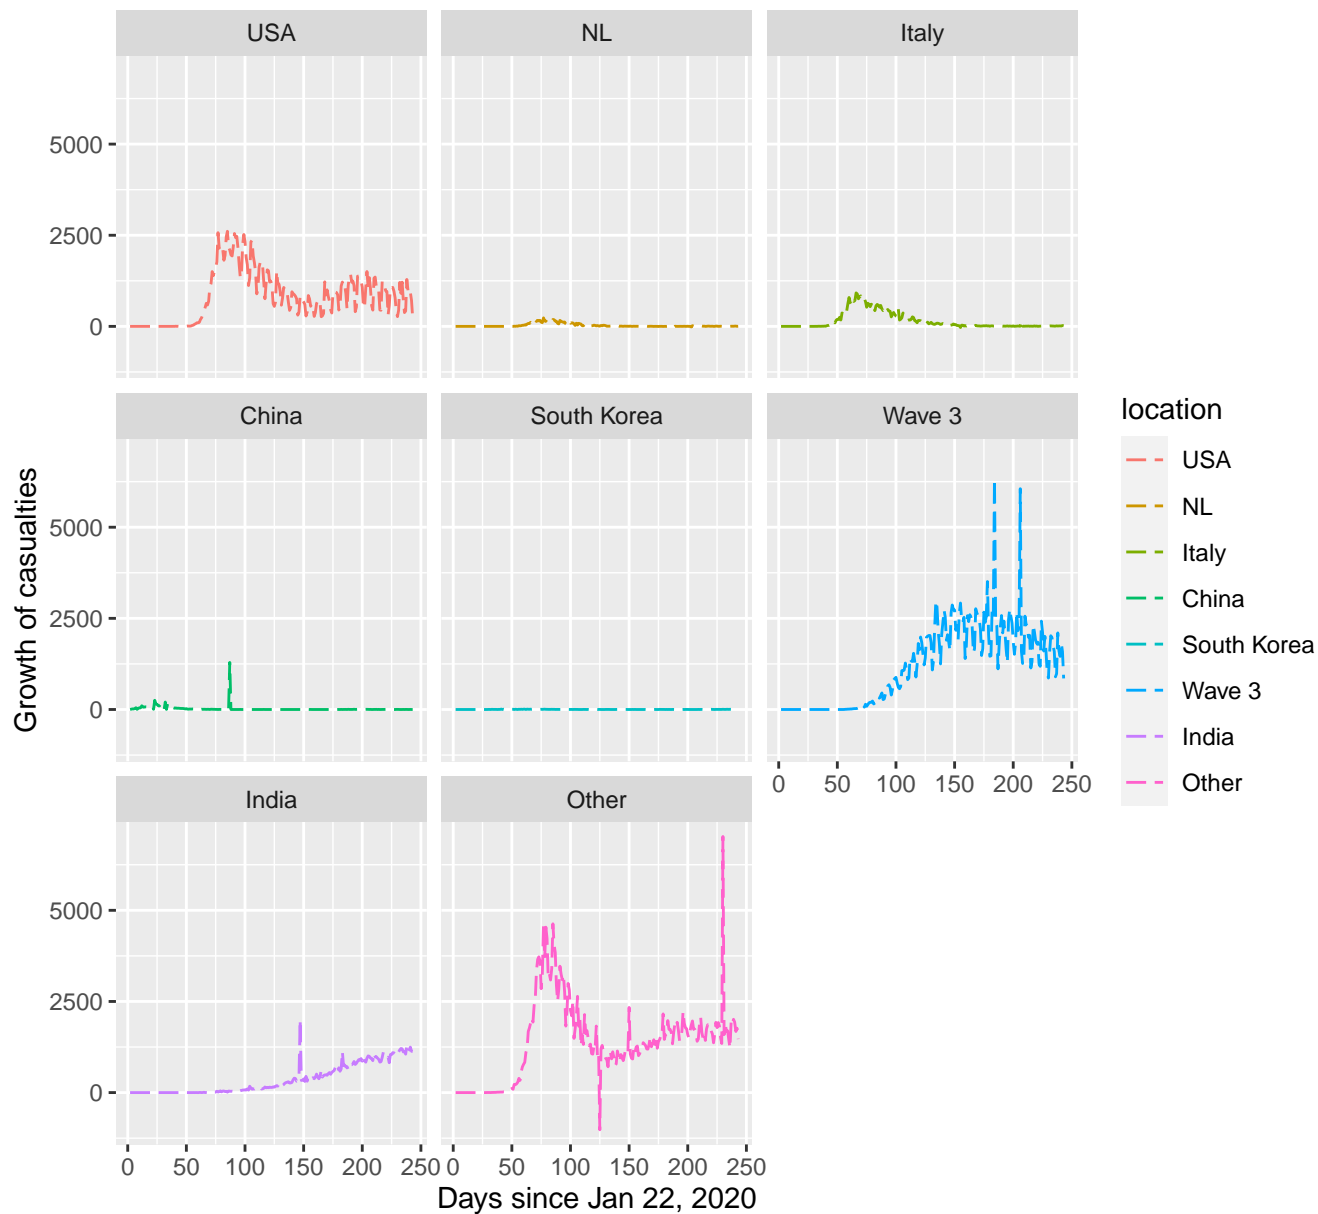 USA NL Italy
5000
2500
0
China South Korea Wave 3
5000
2500
0
0 50 100 150 200 250
India Other
5000
2500
0
0 50 100 150 200 250 0 50 100 150 200 250
Days since Jan 22, 2020
Growth of casualties
location
USA
NL
Italy
China
South Korea
Wave 3
India
Other